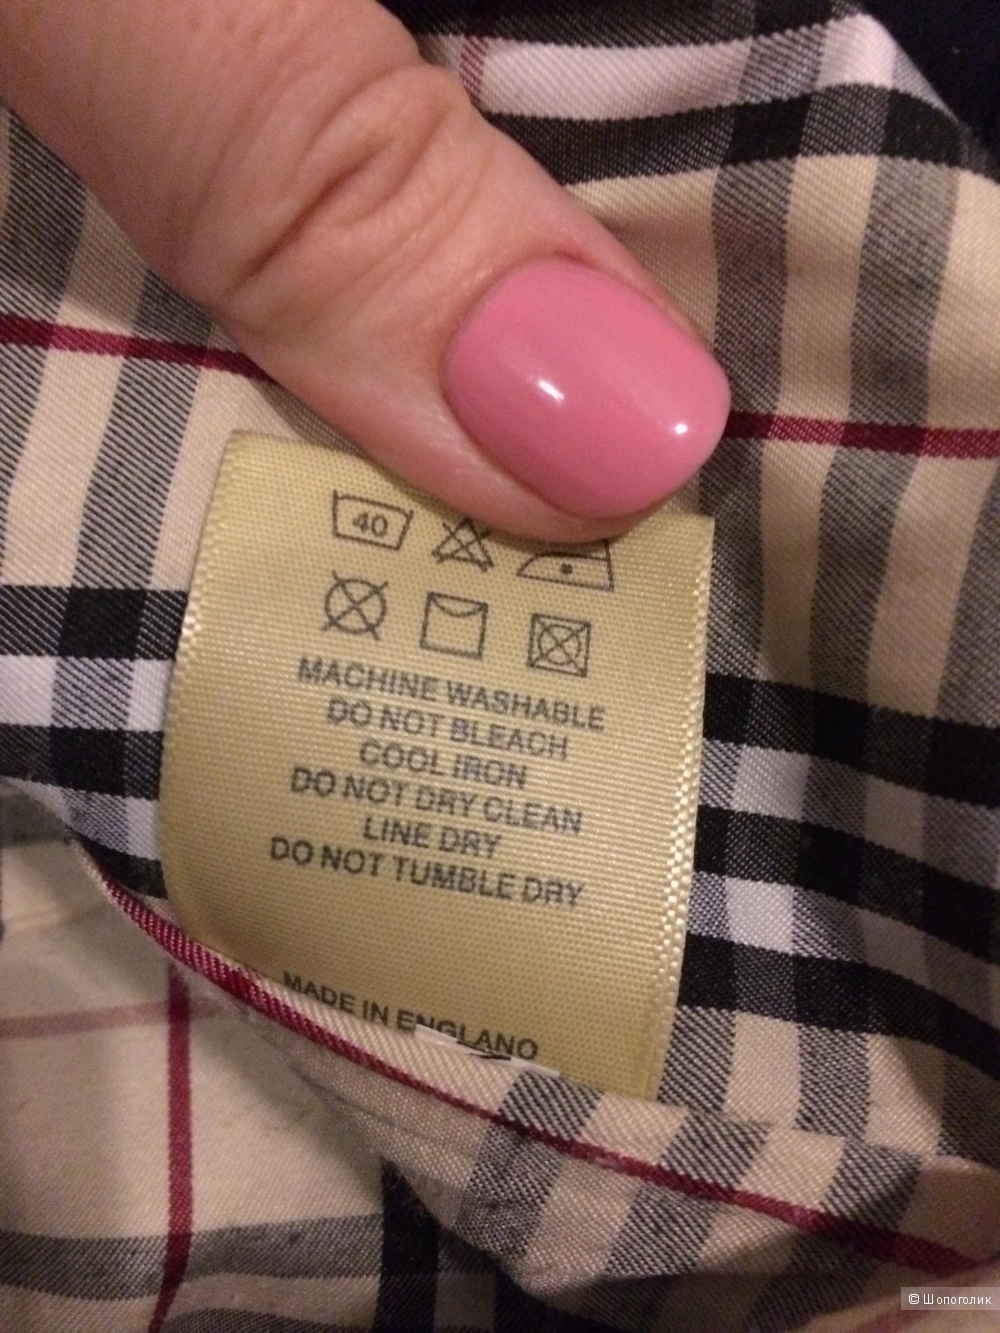 40
MACHINE WASHABLE
DO NOT BLEACH
COOL IRON
DO NOT DRY CLEAN
LINE DRY
DO NOT TUMBLE DRY
MADE IN ENGLAND
© Шопоголик